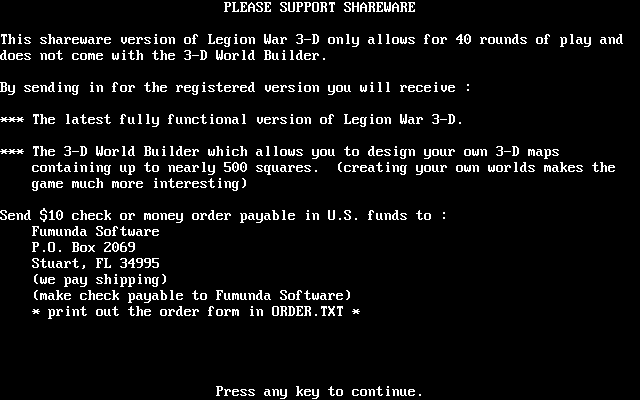 PLEASE SUPPORT SHAREWARE
This shareware version of Legion War 3-D only allows for 40 rounds of play and
does not come with the 3-D World Builder.
By sending in for the registered version you will receive :
*** The latest fully functional version of Legion War 3-D.
*** The 3-D World Builder which allows you to design your own 3-D maps
containing up to nearly 500 squares.  (creating your own worlds makes the
game much more interesting)
Send $10 check or money order payable in U.S. funds to :
Fumunda Software
P.O. Box 2069
Stuart, FL 34995
(we pay shipping)
(make check payable to Fumunda Software)
* print out the order form in ORDER.TXT *
Press any key to continue.